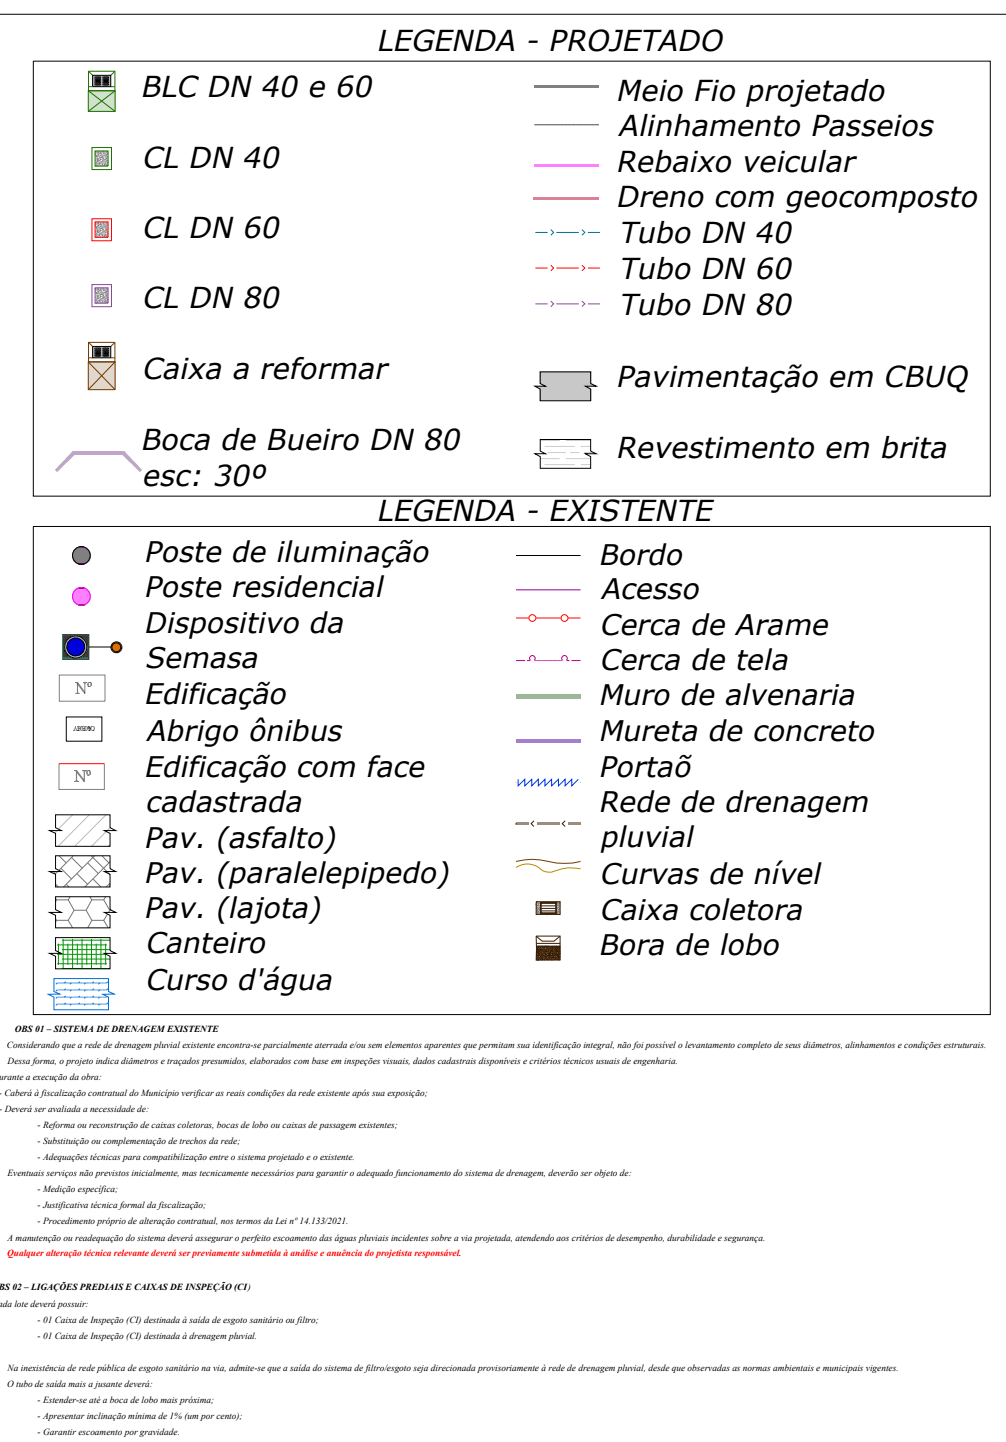 LEGENDA - PROJETADO
BLC DN 40 e 60
CL DN 40
CL DN 60
CL DN 80
Caixa a reformar
Boca de Bueiro DN 80
esc: 30º
Meio Fio projetado
Alinhamento Passeios
Rebaixo veicular
Dreno com geocomposto
Tubo DN 40
Tubo DN 60
Tubo DN 80
Pavimentação em CBUQ
Revestimento em brita
LEGENDA - EXISTENTE
Poste de iluminação
Poste residencial
Dispositivo da
Semasa
Nº
Edificação
Abrigo ônibus
Nº
Edificação com face
cadastrada
Pav. (asfalto)
Pav. (paralelepipedo)
Pav. (lajota)
Canteiro
Curso d'água
Bordo
Acesso
Cerca de Arame
Cerca de tela
Muro de alvenaria
Mureta de concreto
Portaõ
Rede de drenagem
pluvial
Curvas de nível
Caixa coletora
Bora de lobo
OBS 01 – SISTEMA DE DRENAGEM EXISTENTE
Considerando que a rede de drenagem pluvial existente encontra-se parcialmente aterrada e/ou sem elementos aparentes que permitam sua identificação integral, não foi possível o levantamento completo de seus diâmetros, alinhamentos e condições estruturais.
Dessa forma, o projeto indica diâmetros e traçados presumidos, elaborados com base em inspeções visuais, dados cadastrais disponíveis e critérios técnicos usuais de engenharia.
urante a execução da obra:
- Caberá à fiscalização contratual do Município verificar as reais condições da rede existente após sua exposição;
- Deverá ser avaliada a necessidade de:
- Reforma ou reconstrução de caixas coletoras, bocas de lobo ou caixas de passagem existentes;
- Substituição ou complementação de trechos da rede;
- Adequações técnicas para compatibilização entre o sistema projetado e o existente.
Eventuais serviços não previstos inicialmente, mas tecnicamente necessários para garantir o adequado funcionamento do sistema de drenagem, deverão ser objeto de:
- Medição específica;
- Justificativa técnica formal da fiscalização;
- Procedimento próprio de alteração contratual, nos termos da Lei nº 14.133/2021.
A manutenção ou readequação do sistema deverá assegurar o perfeito escoamento das águas pluviais incidentes sobre a via projetada, atendendo aos critérios de desempenho, durabilidade e segurança.
Qualquer alteração técnica relevante deverá ser previamente submetida à análise e anuência do projetista responsável.
BS 02 – LIGAÇÕES PREDIAIS E CAIXAS DE INSPEÇÃO (CI)
ada lote deverá possuir:
- 01 Caixa de Inspeção (CI) destinada à saída de esgoto sanitário ou filtro;
- 01 Caixa de Inspeção (CI) destinada à drenagem pluvial.
Na inexistência de rede pública de esgoto sanitário na via, admite-se que a saída do sistema de filtro/esgoto seja direcionada provisoriamente à rede de drenagem pluvial, desde que observadas as normas ambientais e municipais vigentes.
O tubo de saída mais a jusante deverá:
- Estender-se até a boca de lobo mais próxima;
- Apresentar inclinação mínima de 1% (um por cento);
- Garantir escoamento por gravidade.